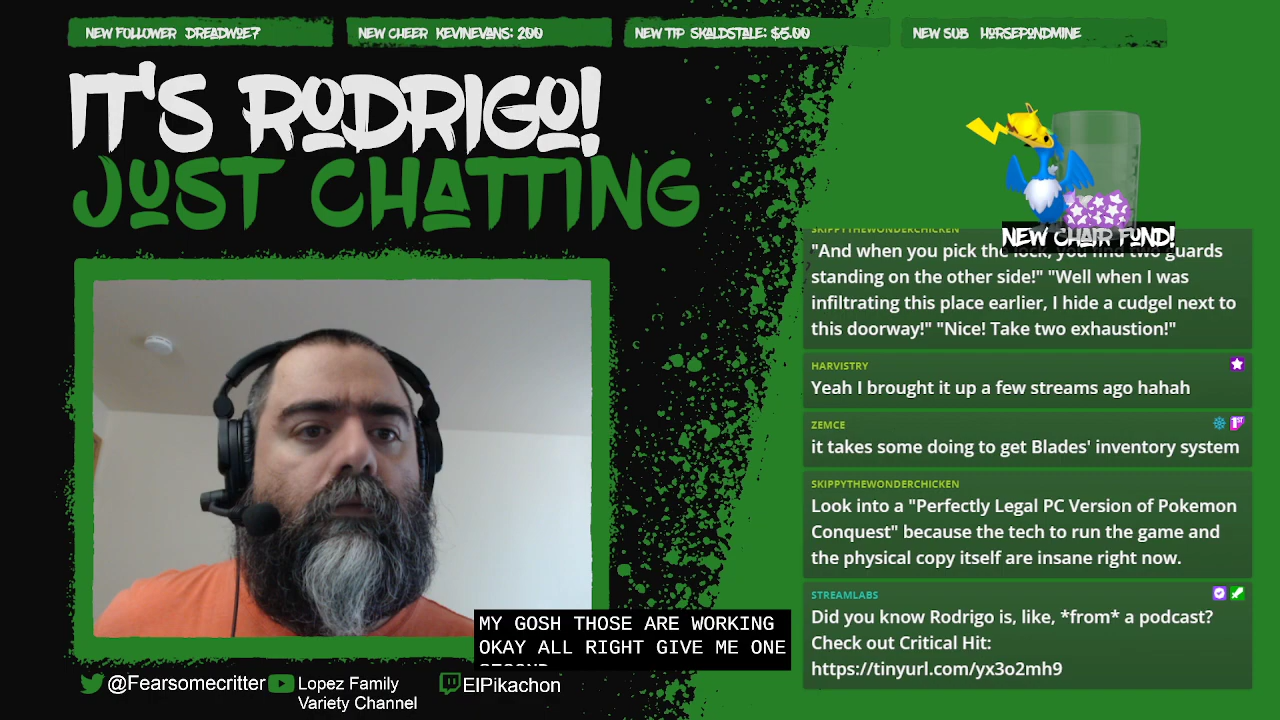 NEW FOLLOWER DREADWOE7
NEW CHEER KEVINEVANS: 200
NEW TIP SKALDSTALE: $5.00
NEW SUB HORSEPONDMINE
IT'S RODRIGO!
JUST CHATTING
NEW CHAIR FUND!
SKIPPYTHEWONDERCHICKEN
"And when you pick the lock, you find two guards
standing on the other side!" "Well when I was
infiltrating this place earlier, I hide a cudgel next to
this doorway!" "Nice! Take two exhaustion!"
HARVISTRY
Yeah I brought it up a few streams ago hahah
ZEMCE
1ST
it takes some doing to get Blades' inventory system
SKIPPYTHEWONDERCHICKEN
Look into a "Perfectly Legal PC Version of Pokemon
Conquest" because the tech to run the game and
the physical copy itself are insane right now.
STREAMLABS
Did you know Rodrigo is, like, *from* a podcast?
Check out Critical Hit:
https://tinyurl.com/yx3o2mh9
MY GOSH THOSE ARE WORKING
OKAY ALL RIGHT GIVE ME ONE
SECOND
@Fearsomecritter
Lopez Family
Variety Channel
ElPikachon